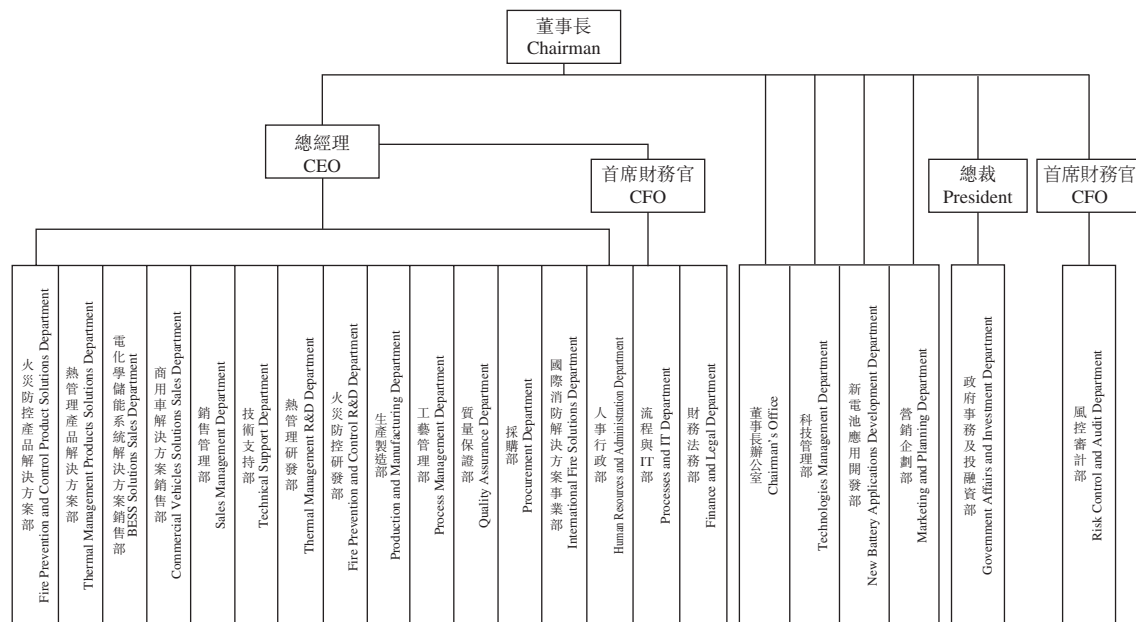 董事長
Chairman
總經理
CEO
首席財務官
CFO
總裁
President
首席財務官
CFO
火災防控產品解決方案部
Fire Prevention and Control Product Solutions Department
熱管理產品解決方案部
Thermal Management Products Solutions Department
電化學儲能系統解決方案銷售部
BESS Solutions Sales Department
商用車解決方案銷售部
Commercial Vehicles Solutions Sales Department
銷售管理部
Sales Management Department
技術支持部
Technical Support Department
熱管理研發部
Thermal Management R&D Department
火災防控研發部
Fire Prevention and Control R&D Department
生產製造部
Production and Manufacturing Department
工藝管理部
Process Management Department
質量保證部
Quality Assurance Department
採購部
Procurement Department
國際消防解決方案事業部
International Fire Solutions Department
人事行政部
Human Resources and Administration Department
流程與IT部
Processes and IT Department
財務法務部
Finance and Legal Department
董事長辦公室
Chairman's Office
科技管理部
Technologies Management Department
新電池應用開發部
New Battery Applications Development Department
營銷企劃部
Marketing and Planning Department
政府事務及投融資部
Government Affairs and Investment Department
風控審計部
Risk Control and Audit Department